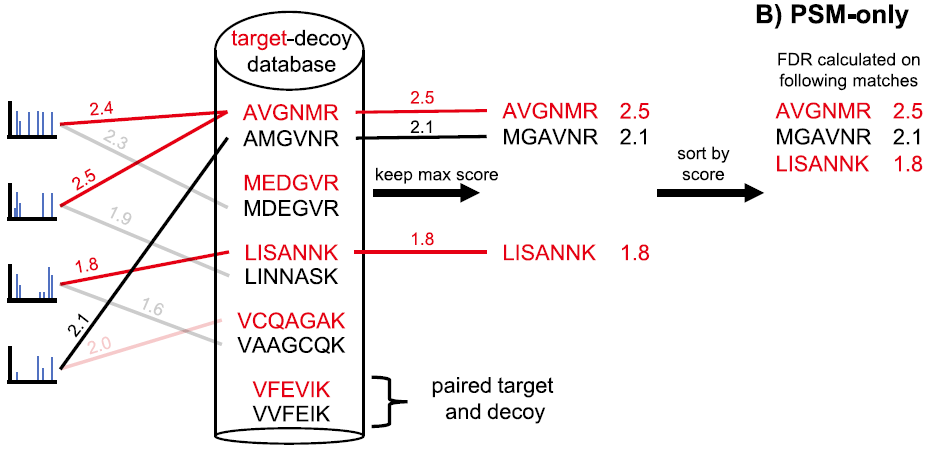 B) PSM-only
target-decoy
database
FDR calculated on
following matches
2.4
2.3
2.5
1.9
1.8
1.6
2.1
2.0
AVGNMR
AMGVNR
MEDGVR
MDEGVR
LISANNK
LINNASK
VCQAGAK
VAAGCQK
VFEVIK
VVFEIK
2.5
2.1
keep max score
1.8
paired target
and decoy
AVGNMR 2.5
MGAVNR 2.1
LISANNK 1.8
sort by
score
AVGNMR 2.5
MGAVNR 2.1
LISANNK 1.8